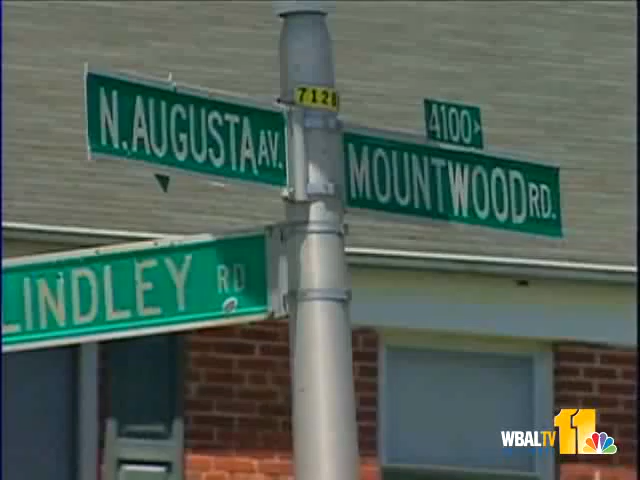 7128
4100
N. AUGUSTA AV.
MOUNTWOOD RD.
LINDLEY RD
WBALTV 11